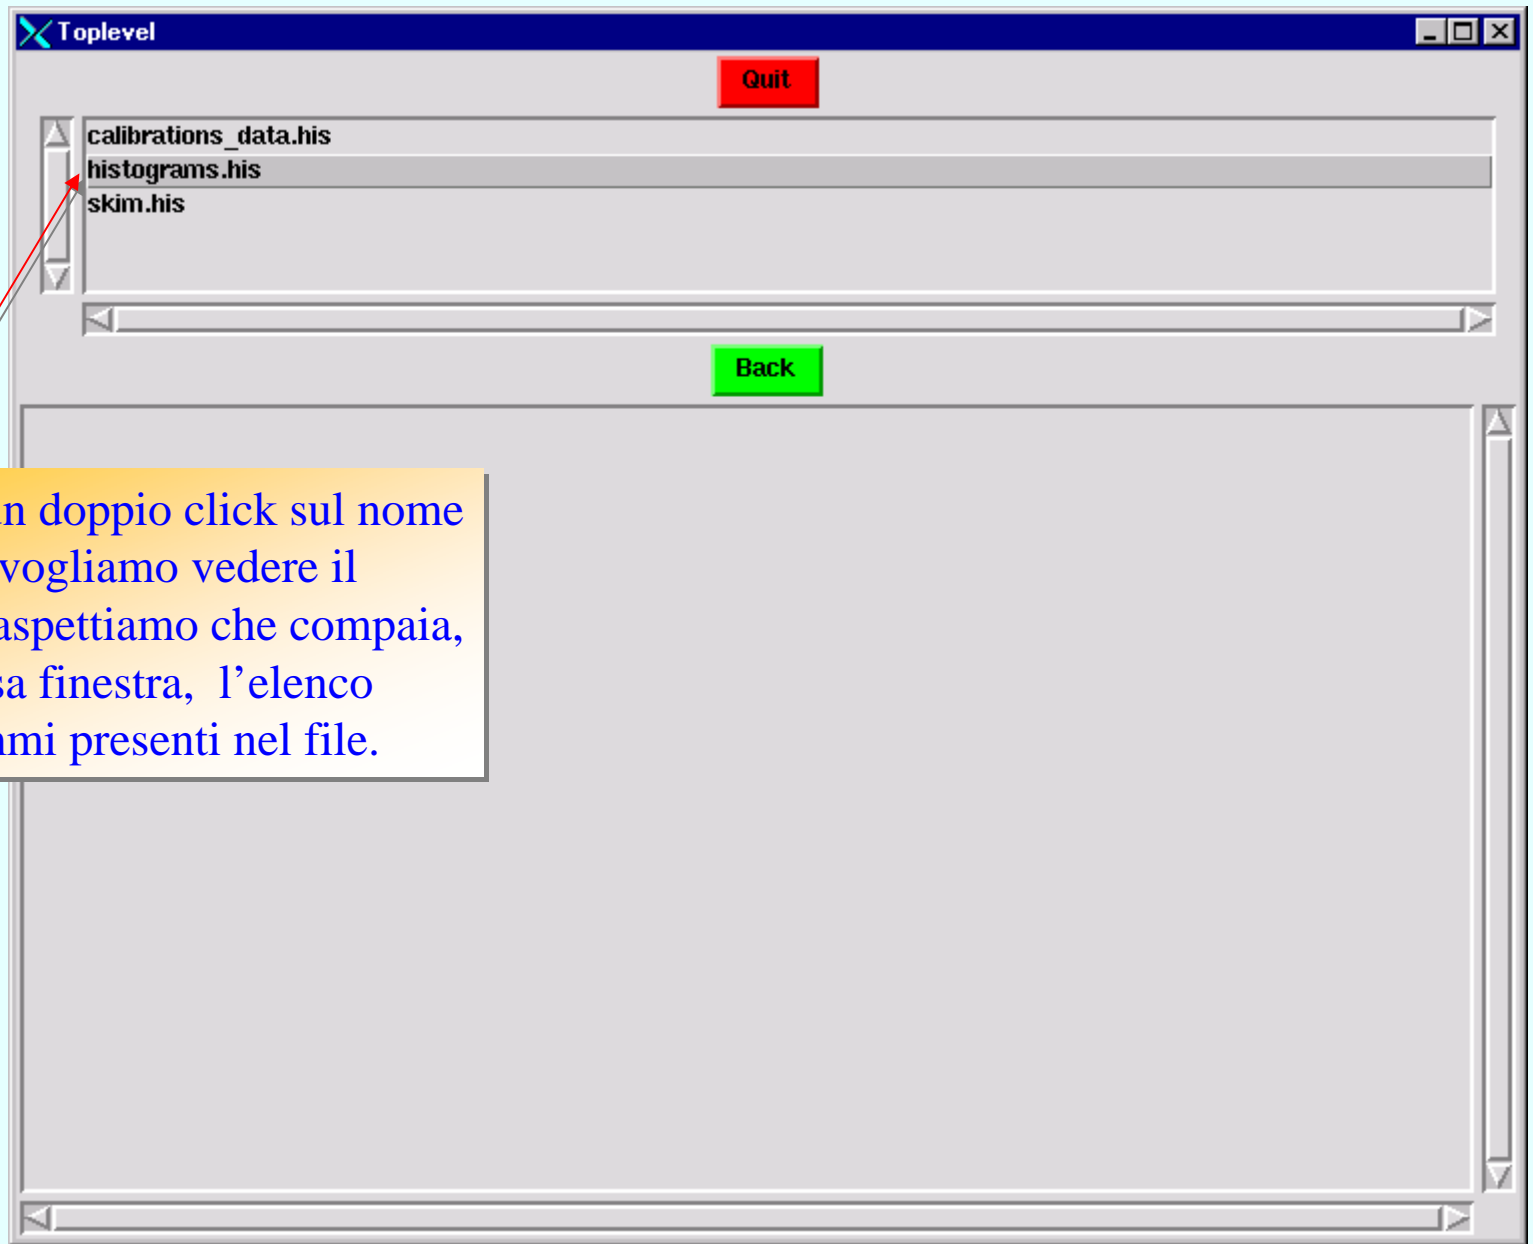 Toplevel
Quit
calibrations_data.his
histograms.his
skim.his
Back
un doppio click sul nome
vogliamo vedere il
aspettiamo che compaia,
sa finestra, l’elenco
mmi presenti nel file.